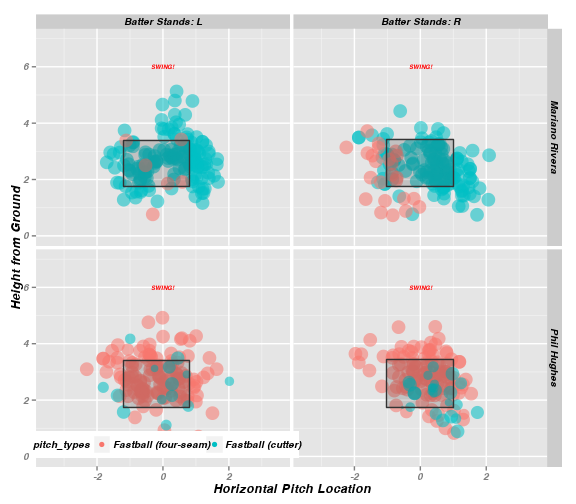 Batter Stands: L
Batter Stands: R
SWING!
SWING!
Mariano Rivera
6
4
2
0
Height from Ground
SWING!
SWING!
Phil Hughes
6
4
2
0
pitch_types Fastball (four-seam) Fastball (cutter)
-2 0 2
-2 0 2
Horizontal Pitch Location